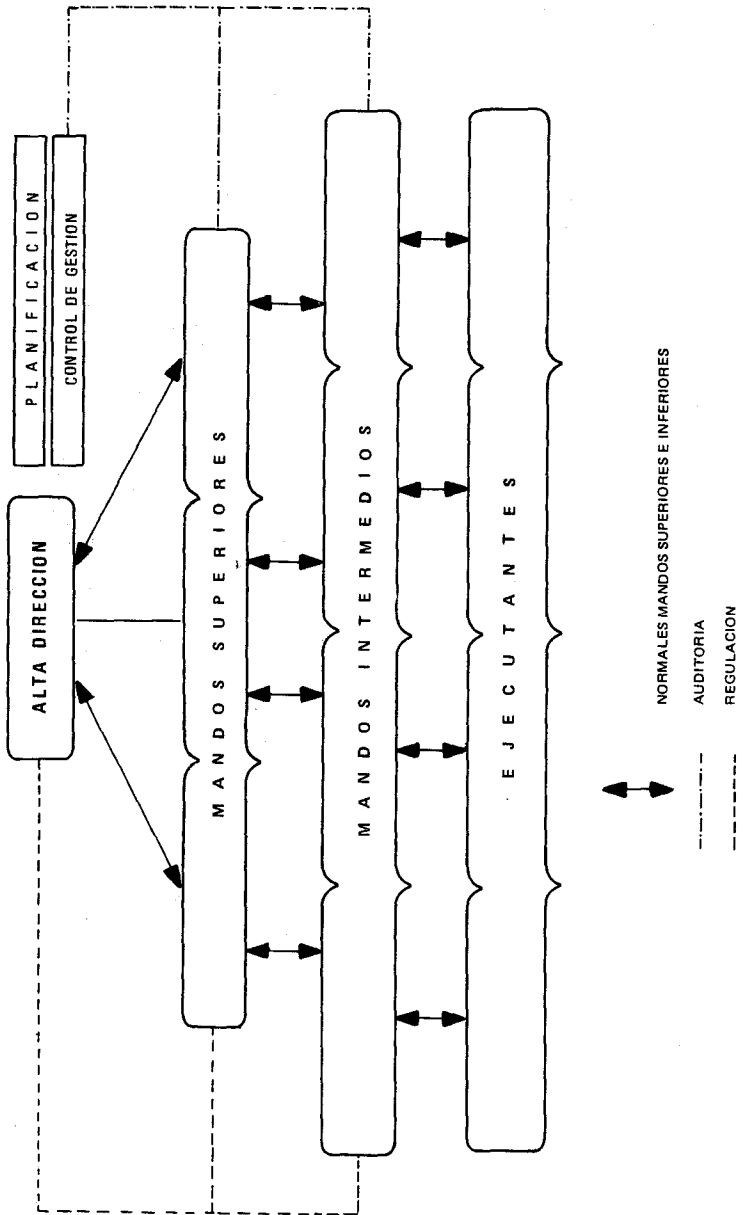 PLANIFICACION
CONTROL DE GESTION
ALTA DIRECCION
MANDOS SUPERIORES
MANDOS INTERMEDIOS
EJECUTANTES
NORMALES MANDOS SUPERIORES E INFERIORES
AUDITORIA
REGULACION